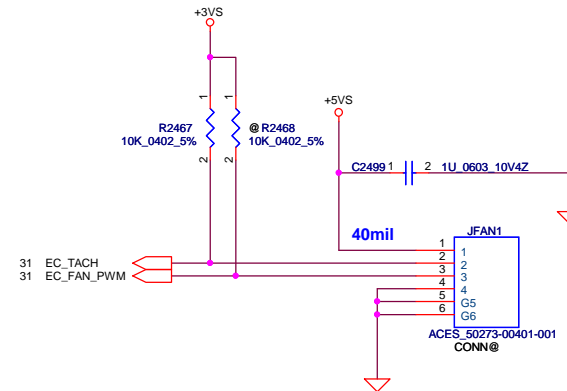 +3VS
1
1
R2467
10K_0402_5%
2
@ R2468
10K_0402_5%
2
+5VS
C2499 1
2 1U_0603_10V4Z
40mil
JFAN1
1 1
2 2
3 3
4 4
5 G5
6 G6
ACES_50273-00401-001
CONN@
31 EC_TACH
31 EC_FAN_PWM